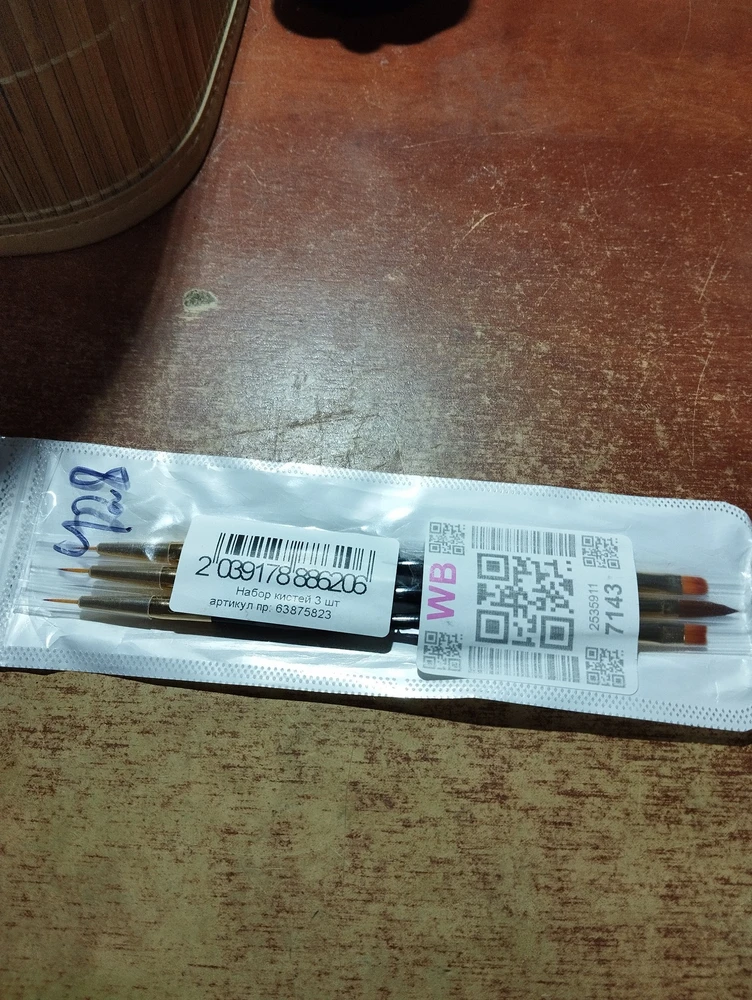 2 039178 886206
Набор кистей 3 шт
артикул пр: 63875823
WB
2535911
7143